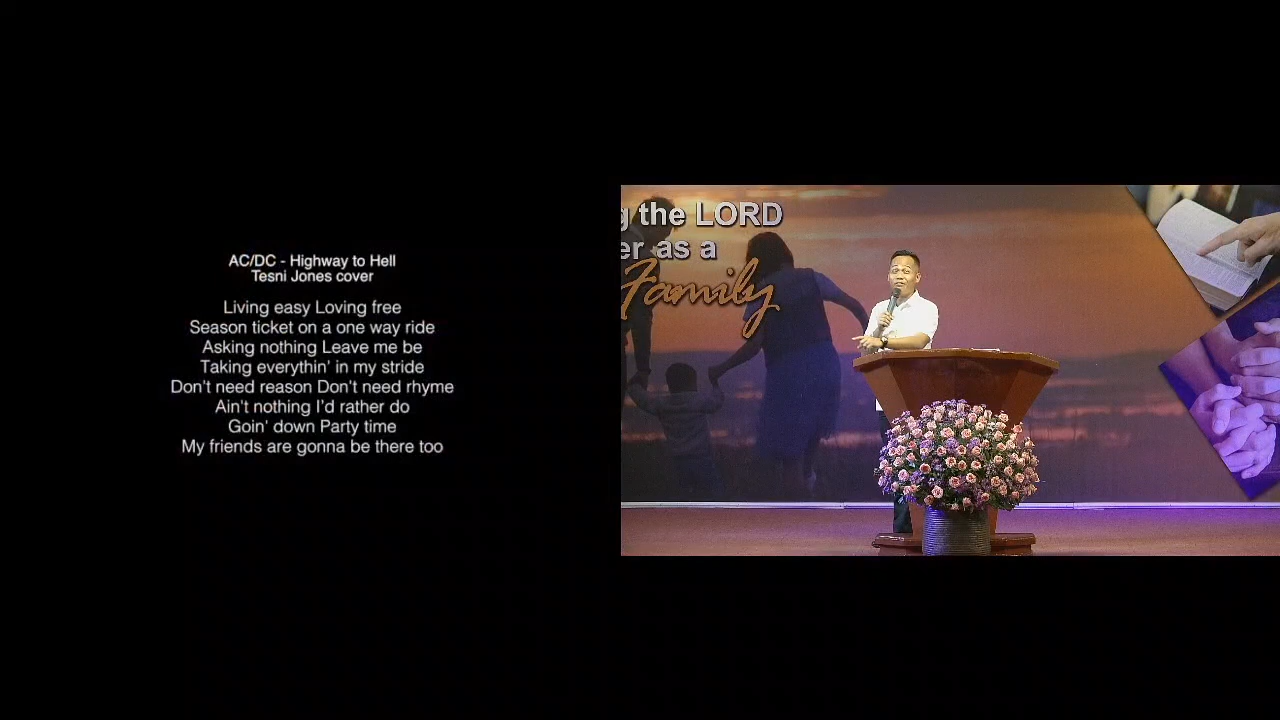 AC/DC - Highway to Hell
Tesni Jones cover
Living easy Loving free
Season ticket on a one way ride
Asking nothing Leave me be
Taking everythin' in my stride
Don't need reason Don't need rhyme
Ain't nothing I'd rather do
Goin' down Party time
My friends are gonna be there too
the LORD
as a
Family